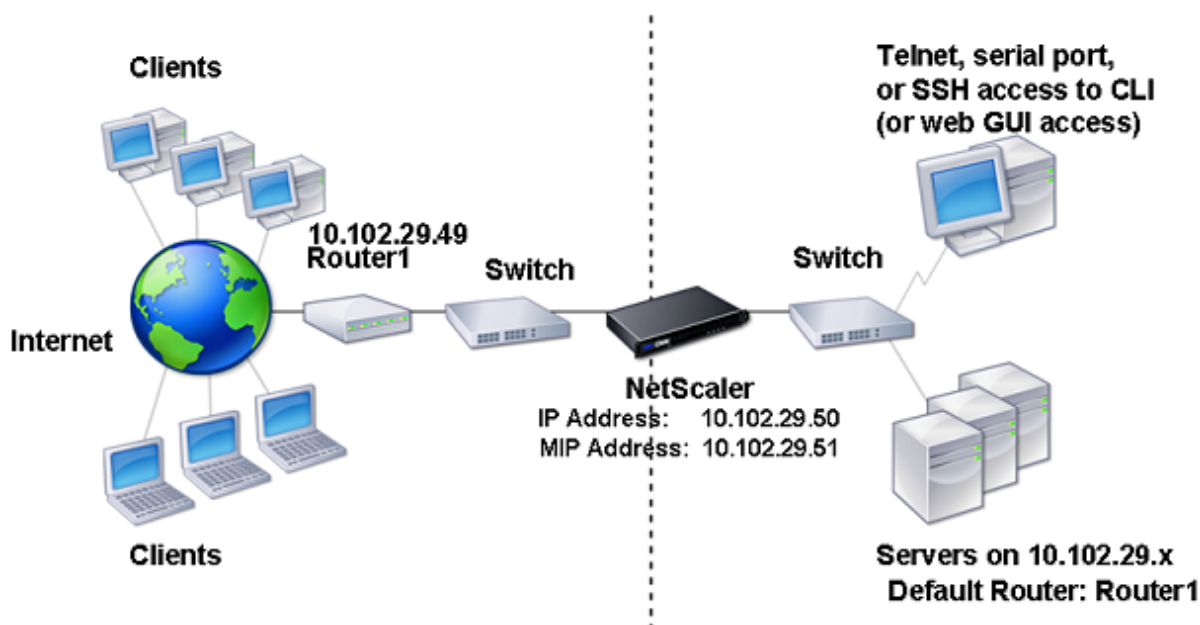 Clients
Telnet, serial port,
or SSH access to CLI
(or web GUI access)
10.102.29.49
Router1
Switch
Switch
Internet
NetScaler
IP Address: 10.102.29.50
MIP Address: 10.102.29.51
Clients
Servers on 10.102.29.x
Default Router: Router1